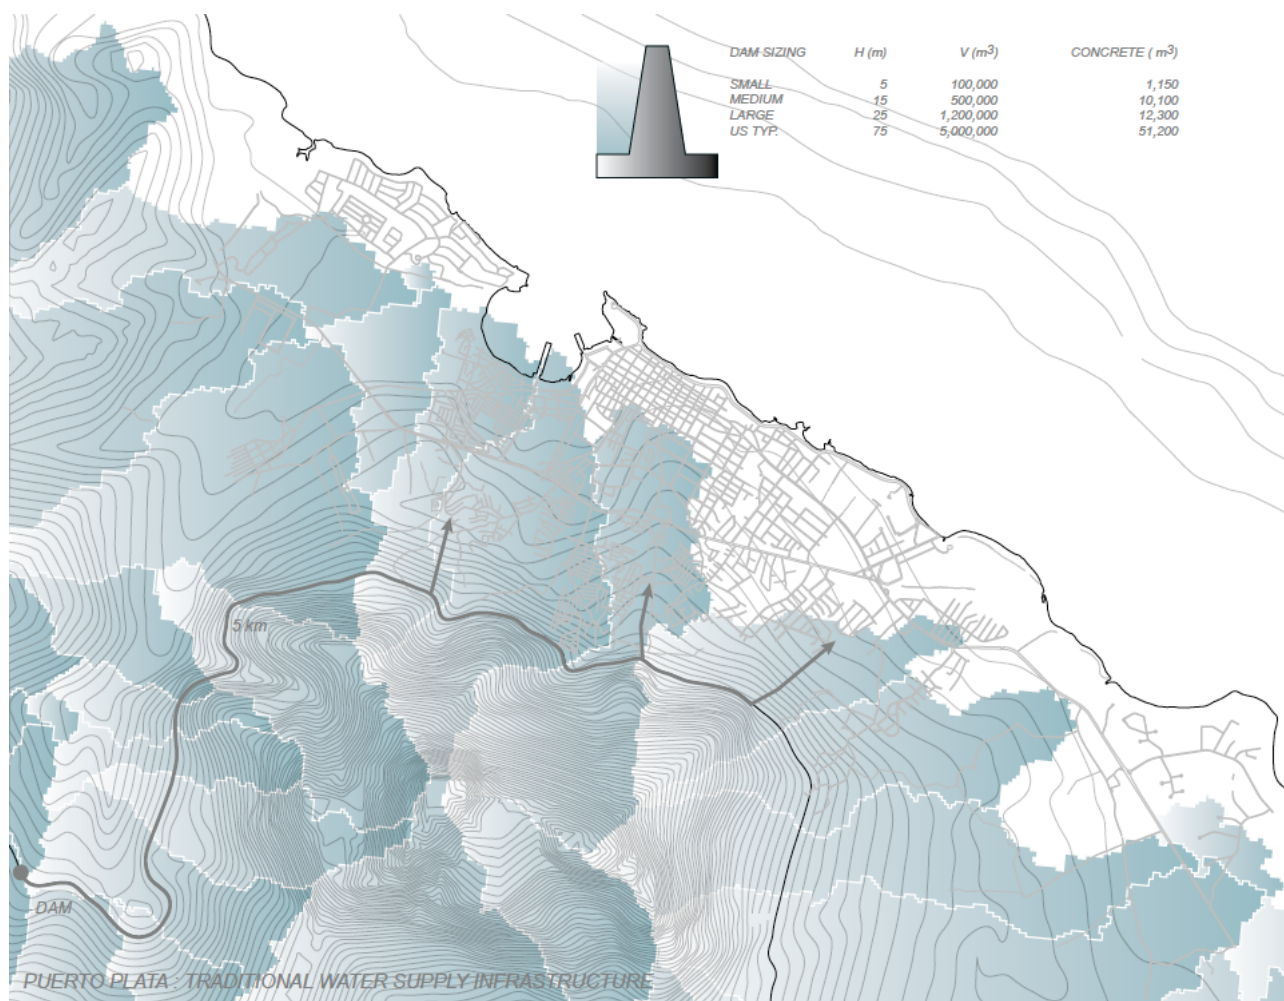 DAM SIZING H (m) V (m³) CONCRETE ( m³)
SMALL 5 100,000 1,150
MEDIUM 15 500,000 10,100
LARGE 25 1,200,000 12,300
US TYP. 75 5,000,000 51,200
5 km
DAM
PUERTO PLATA : TRADITIONAL WATER SUPPLY INFRASTRUCTURE